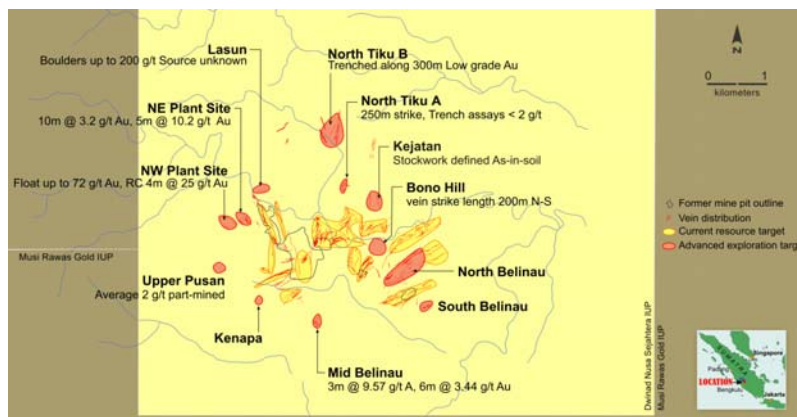 Lasun
Boulders up to 200 g/t Source unknown
North Tiku B
Trenched along 300m Low grade Au
N
0 1
kilometers
NE Plant Site
10m @ 3.2 g/t Au, 5m @ 10.2 g/t Au
North Tiku A
250m strike, Trench assays < 2 g/t
Kejatan
Stockwork defined As-in-soil
NW Plant Site
Float up to 72 g/t Au, RC 4m @ 25 g/t Au
Bono Hill
vein strike length 200m N-S
Former mine pit outline
Vein distribution
Current resource target
Advanced exploration targ
Musi Rawas Gold IUP
Upper Pusan
Average 2 g/t part-mined
North Belinau
South Belinau
Kenapa
Mid Belinau
3m @ 9.57 g/t A, 6m @ 3.44 g/t Au
Dwinad Nusa Sejahtera IUP
Musi Rawas Gold IUP
Singapore
Padang
LOCATION
Bengkulu
Jakarta